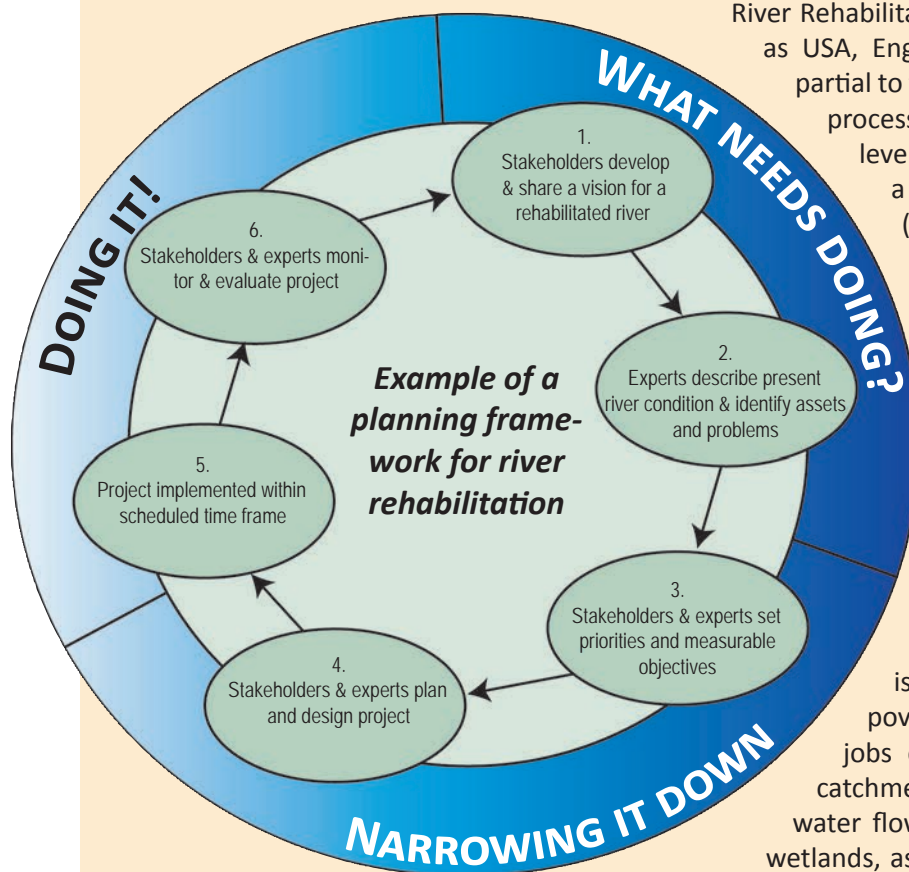 River Rehabilita
as USA, Eng
partial to
process
leve
a
(
WHAT NEEDS DOING?
1.
Stakeholders develop
& share a vision for a
rehabilitated river
2.
Experts describe present
river condition & identify assets
and problems
3.
Stakeholders & experts set
priorities and measurable
objectives
NARROWING IT DOWN
4.
Stakeholders & experts plan
and design project
DOING IT!
5.
Project implemented within
scheduled time frame
6.
Stakeholders & experts moni-
tor & evaluate project
Example of a
planning frame-
work for river
rehabilitation
is
pov
jobs
catchme
water flow
wetlands, as